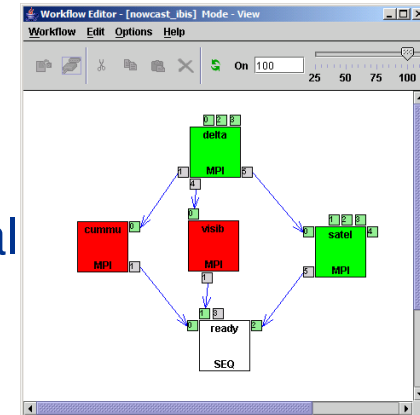 Workflow Editor - [nowcast_ibis] Mode - View
Workflow Edit Options Help
On 100
25 50 75 100
0 2 3
delta
MPI
1 4 5
al
0
cummu
MPI
1
0
visib
MPI
1
1 2 3
0 4
satel
MPI
5
1 3
0 2
ready
SEQ